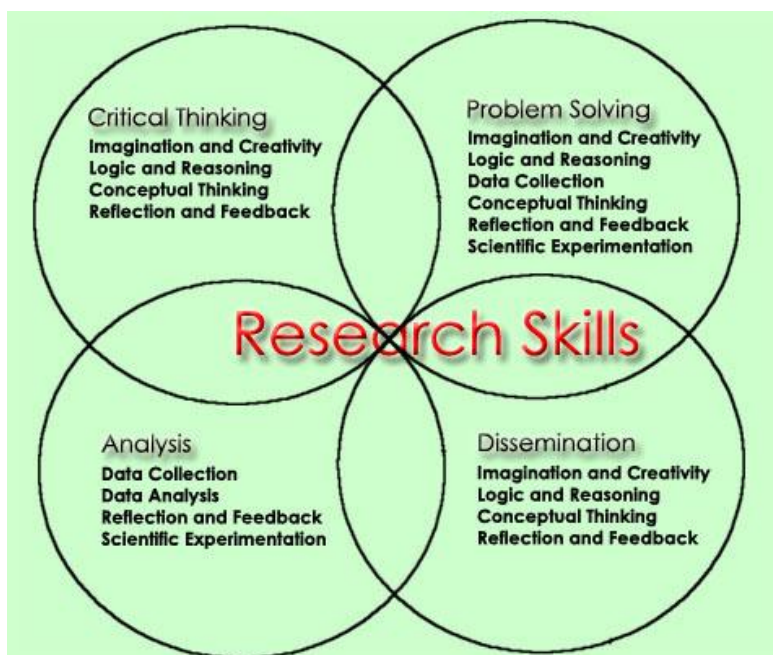 Critical Thinking
Imagination and Creativity
Logic and Reasoning
Conceptual Thinking
Reflection and Feedback
Problem Solving
Imagination and Creativity
Logic and Reasoning
Data Collection
Conceptual Thinking
Reflection and Feedback
Scientific Experimentation
Research Skills
Analysis
Data Collection
Data Analysis
Reflection and Feedback
Scientific Experimentation
Dissemination
Imagination and Creativity
Logic and Reasoning
Conceptual Thinking
Reflection and Feedback